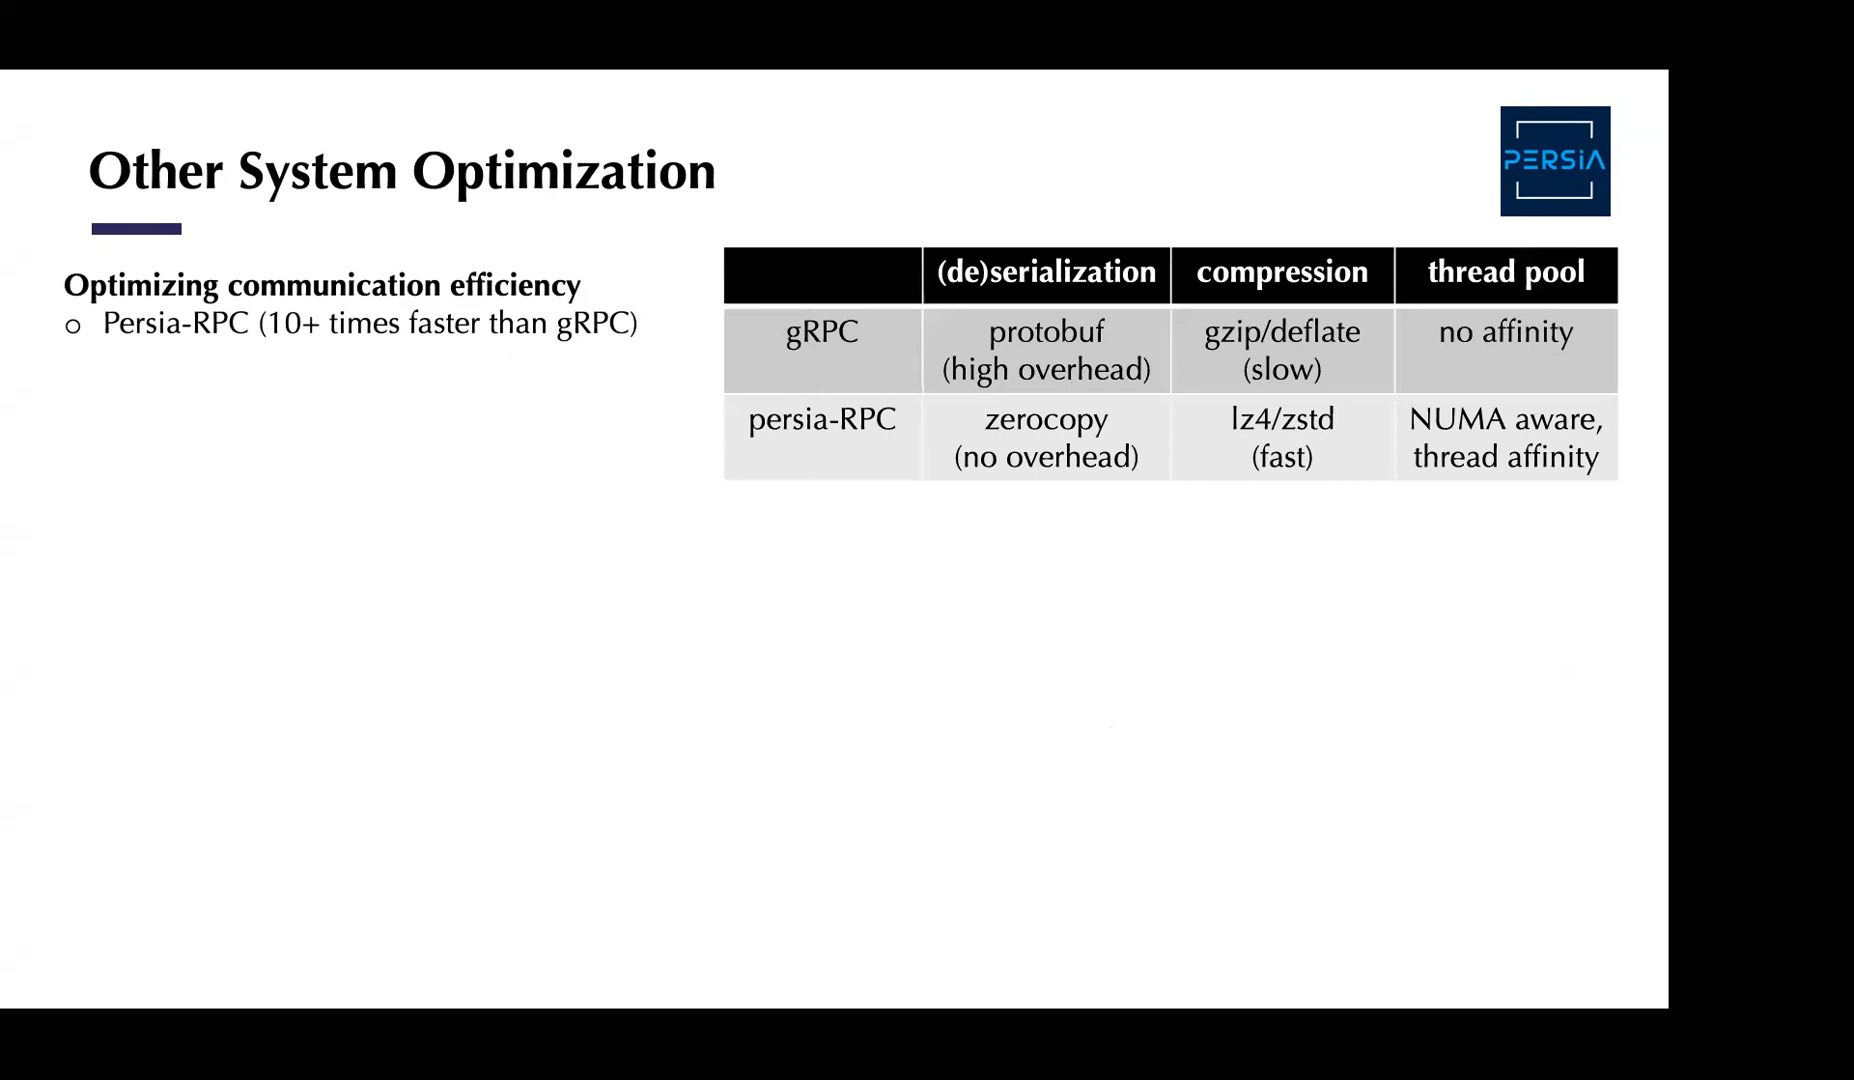 Other System Optimization
PERSiA
Optimizing communication efficiency
o Persia-RPC (10+ times faster than gRPC)
(de)serialization compression thread pool
gRPC protobuf (high overhead) gzip/deflate (slow) no affinity
persia-RPC zerocopy (no overhead) lz4/zstd (fast) NUMA aware, thread affinity